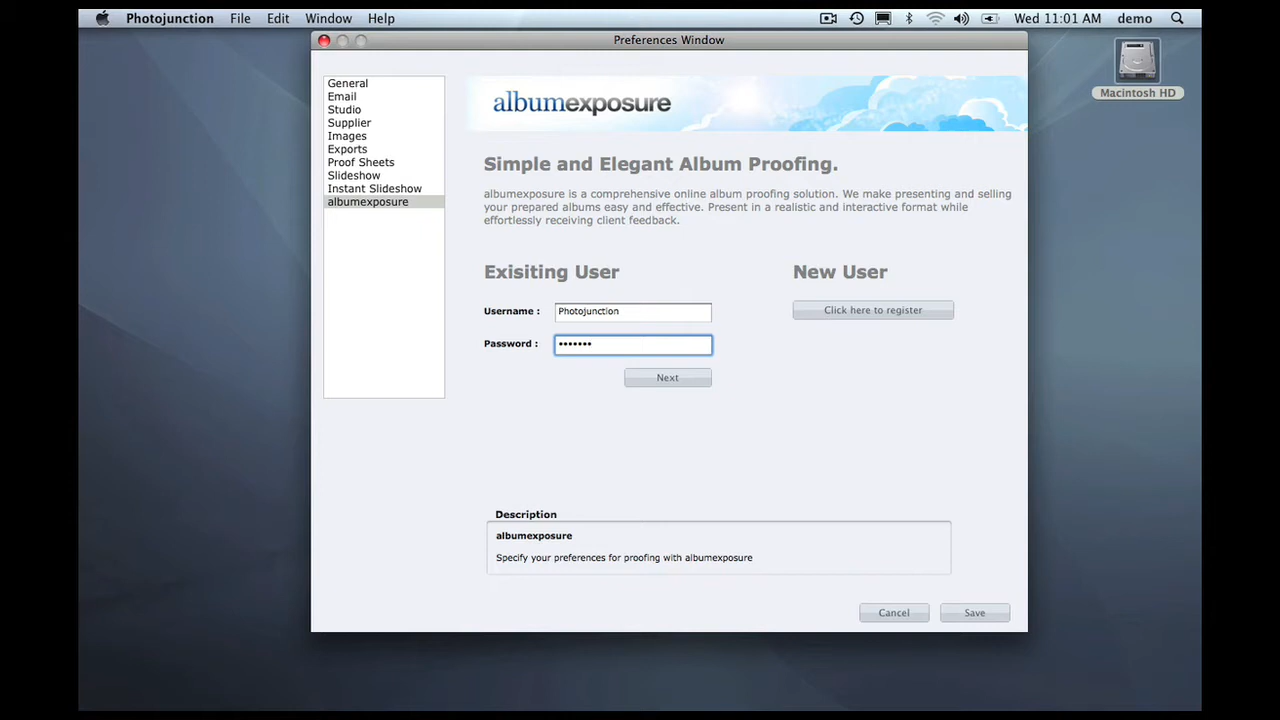 Photojunction File Edit Window Help Wed 11:01 AM demo
Preferences Window
Macintosh HD
General
Email
Studio
Supplier
Images
Exports
Proof Sheets
Slideshow
Instant Slideshow
albumexposure
albumexposure
Simple and Elegant Album Proofing.
albumexposure is a comprehensive online album proofing solution. We make presenting and selling
your prepared albums easy and effective. Present in a realistic and interactive format while
effortlessly receiving client feedback.
Exisiting User
Username : Photojunction
Password : •••••••
Next
New User
Click here to register
Description
albumexposure
Specify your preferences for proofing with albumexposure
Cancel Save